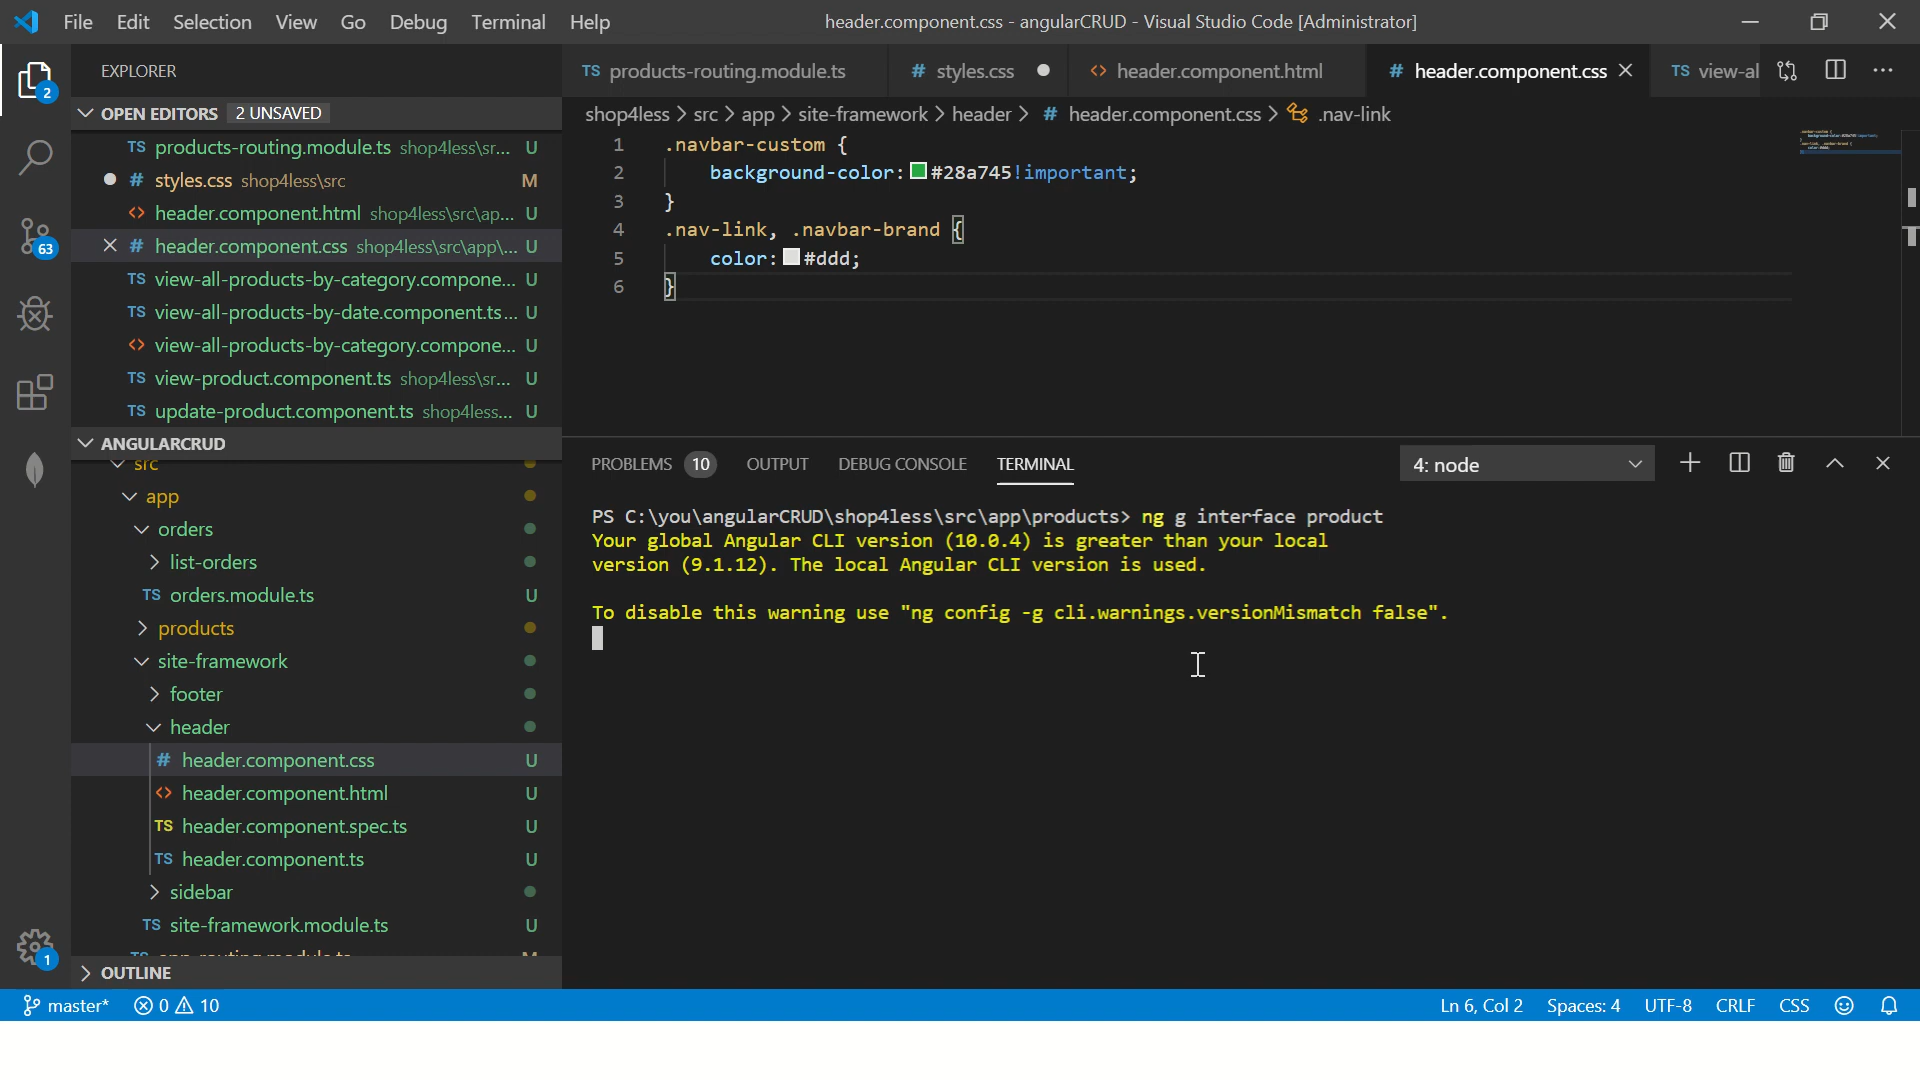 File Edit Selection View Go Debug Terminal Help
header.component.css - angularCRUD - Visual Studio Code [Administrator]
EXPLORER
OPEN EDITORS 2 UNSAVED
TS products-routing.module.ts shop4less\sr... U
# styles.css shop4less\src M
<> header.component.html shop4less\src\ap... U
# header.component.css shop4less\src\app\... U
TS view-all-products-by-category.compone... U
TS view-all-products-by-date.component.ts... U
<> view-all-products-by-category.compone... U
TS view-product.component.ts shop4less\sr... U
TS update-product.component.ts shop4less... U
ANGULARCRUD
src
app
orders
list-orders
TS orders.module.ts U
products
site-framework
footer
header
# header.component.css U
<> header.component.html U
TS header.component.spec.ts U
TS header.component.ts U
sidebar
TS site-framework.module.ts U
OUTLINE
2
63
1
TS products-routing.module.ts # styles.css <> header.component.html # header.component.css TS view-al
shop4less > src > app > site-framework > header > # header.component.css > .nav-link
1 .navbar-custom {
2 background-color: #28a745!important;
3 }
4 .nav-link, .navbar-brand {
5 color: #ddd;
6 }
PROBLEMS 10 OUTPUT DEBUG CONSOLE TERMINAL 4: node
PS C:\you\angularCRUD\shop4less\src\app\products> ng g interface product
Your global Angular CLI version (10.0.4) is greater than your local
version (9.1.12). The local Angular CLI version is used.
To disable this warning use "ng config -g cli.warnings.versionMismatch false".
master* 0 10 Ln 6, Col 2 Spaces: 4 UTF-8 CRLF CSS